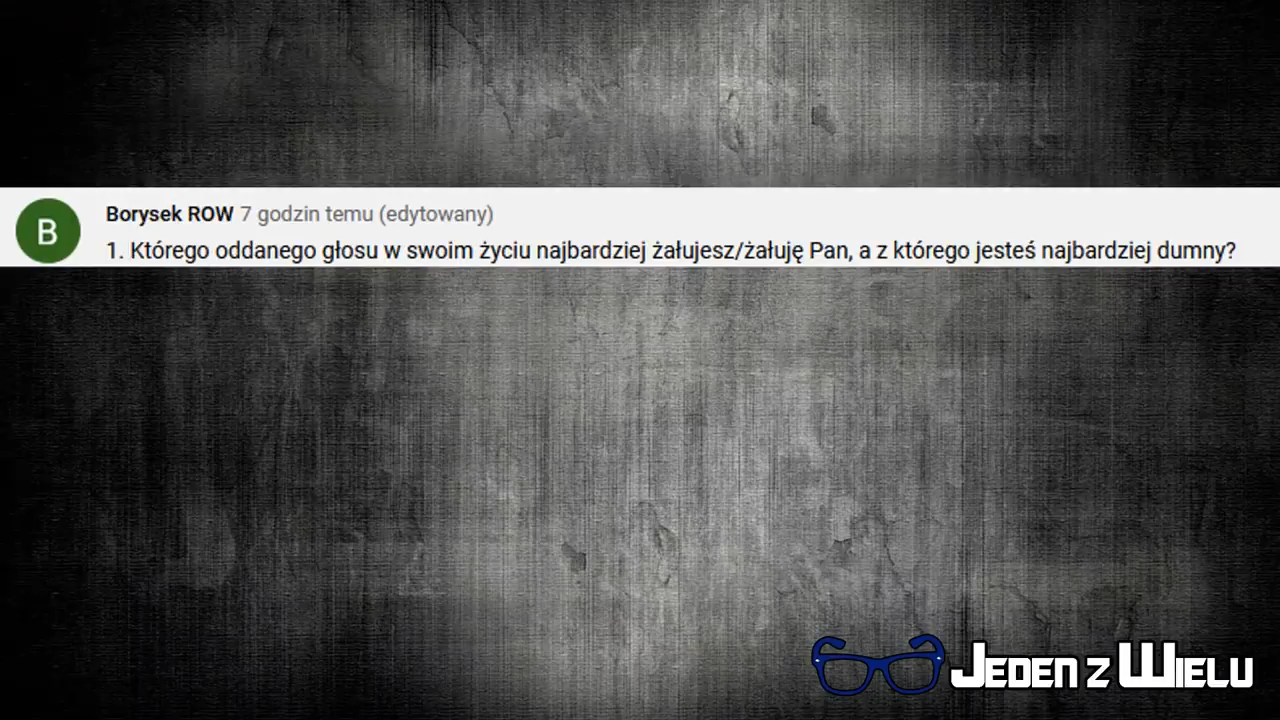 B
Borysek ROW 7 godzin temu (edytowany)
1. Którego oddanego głosu w swoim życiu najbardziej żałujesz/żałuję Pan, a z którego jesteś najbardziej dumny?
JEDEN Z WIELU